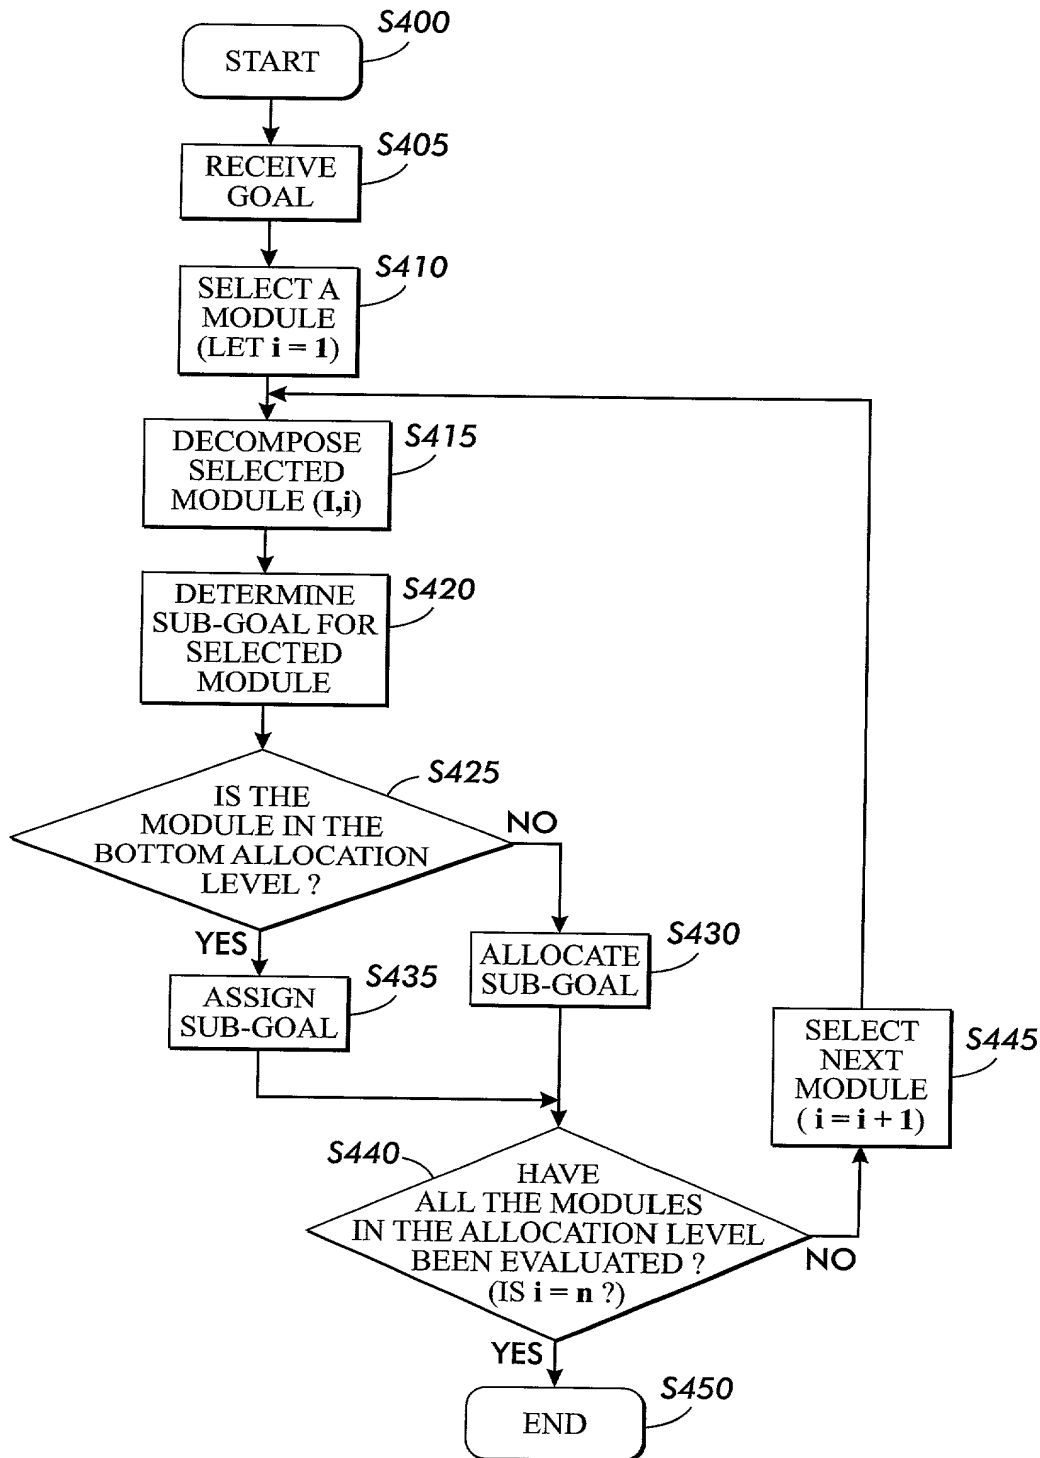 S400
START
S405
RECEIVE
GOAL
S410
SELECT A
MODULE
(LET i = 1)
S415
DECOMPOSE
SELECTED
MODULE (I,i)
S420
DETERMINE
SUB-GOAL FOR
SELECTED
MODULE
S425
IS THE
MODULE IN THE
BOTTOM ALLOCATION
LEVEL ?
NO
YES
S430
ALLOCATE
SUB-GOAL
S435
ASSIGN
SUB-GOAL
S445
SELECT
NEXT
MODULE
( i = i + 1)
S440
HAVE
ALL THE MODULES
IN THE ALLOCATION LEVEL
BEEN EVALUATED ?
(IS i = n ?)
NO
YES
S450
END